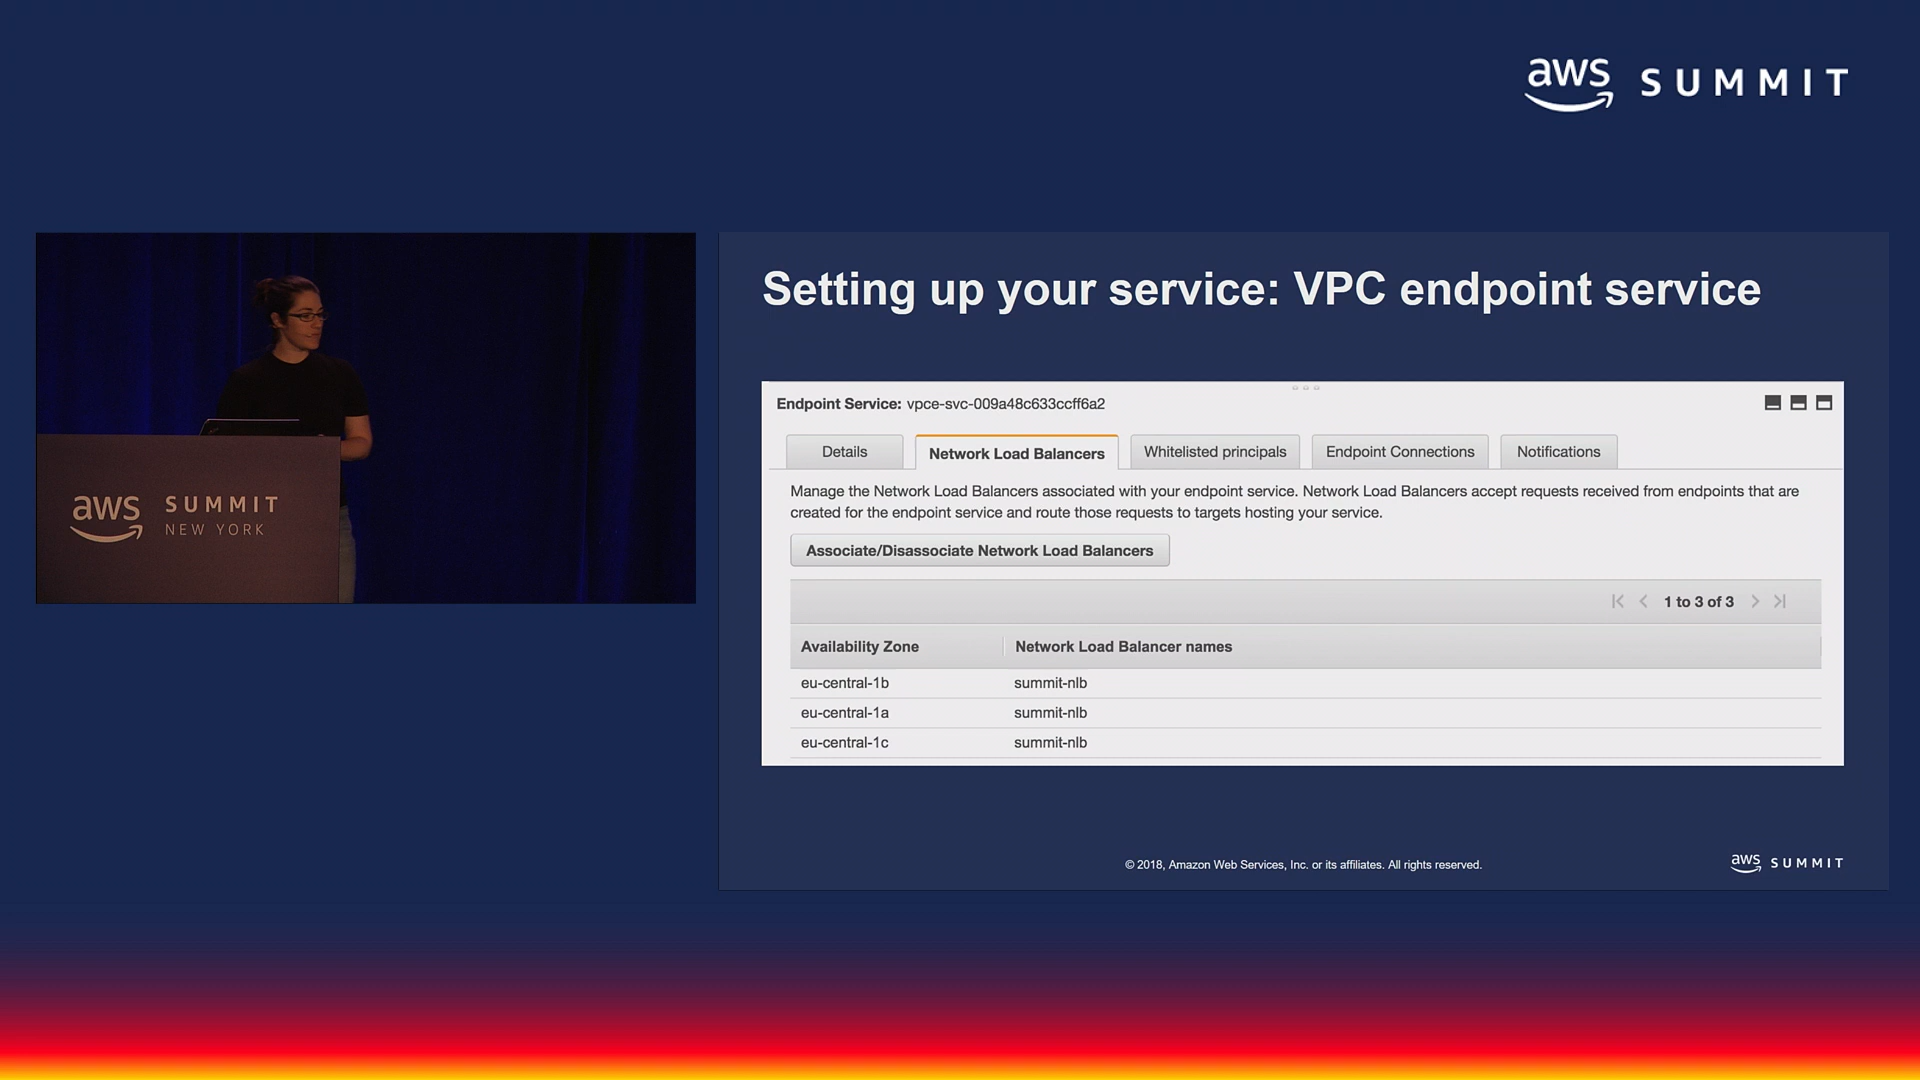 aws SUMMIT
aws SUMMIT
NEW YORK
Setting up your service: VPC endpoint service
Endpoint Service: vpce-svc-009a48c633ccff6a2
Details Network Load Balancers Whitelisted principals Endpoint Connections Notifications
Manage the Network Load Balancers associated with your endpoint service. Network Load Balancers accept requests received from endpoints that are
created for the endpoint service and route those requests to targets hosting your service.
Associate/Disassociate Network Load Balancers
1 to 3 of 3
Availability Zone Network Load Balancer names
eu-central-1b summit-nlb
eu-central-1a summit-nlb
eu-central-1c summit-nlb
© 2018, Amazon Web Services, Inc. or its affiliates. All rights reserved.
aws SUMMIT